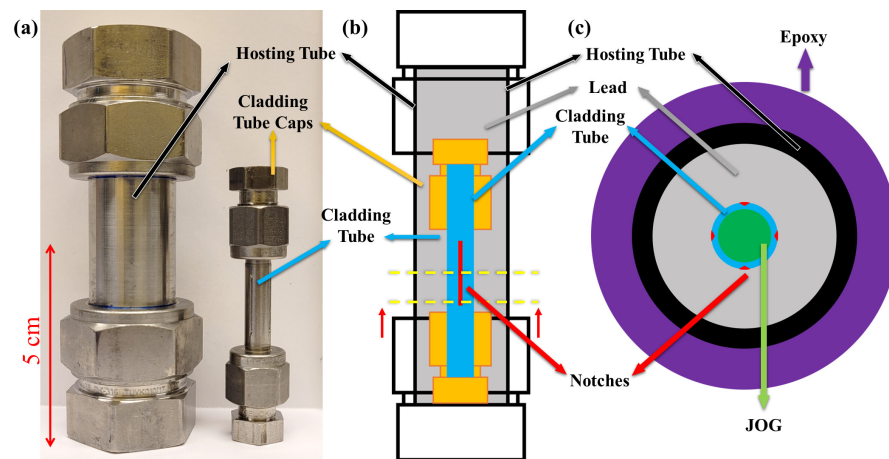 (a)
(b)
(c)
Hosting Tube
Hosting Tube
Epoxy
Lead
Cladding
Tube Caps
Cladding
Tube
Cladding
Tube
5 cm
Notches
JOG